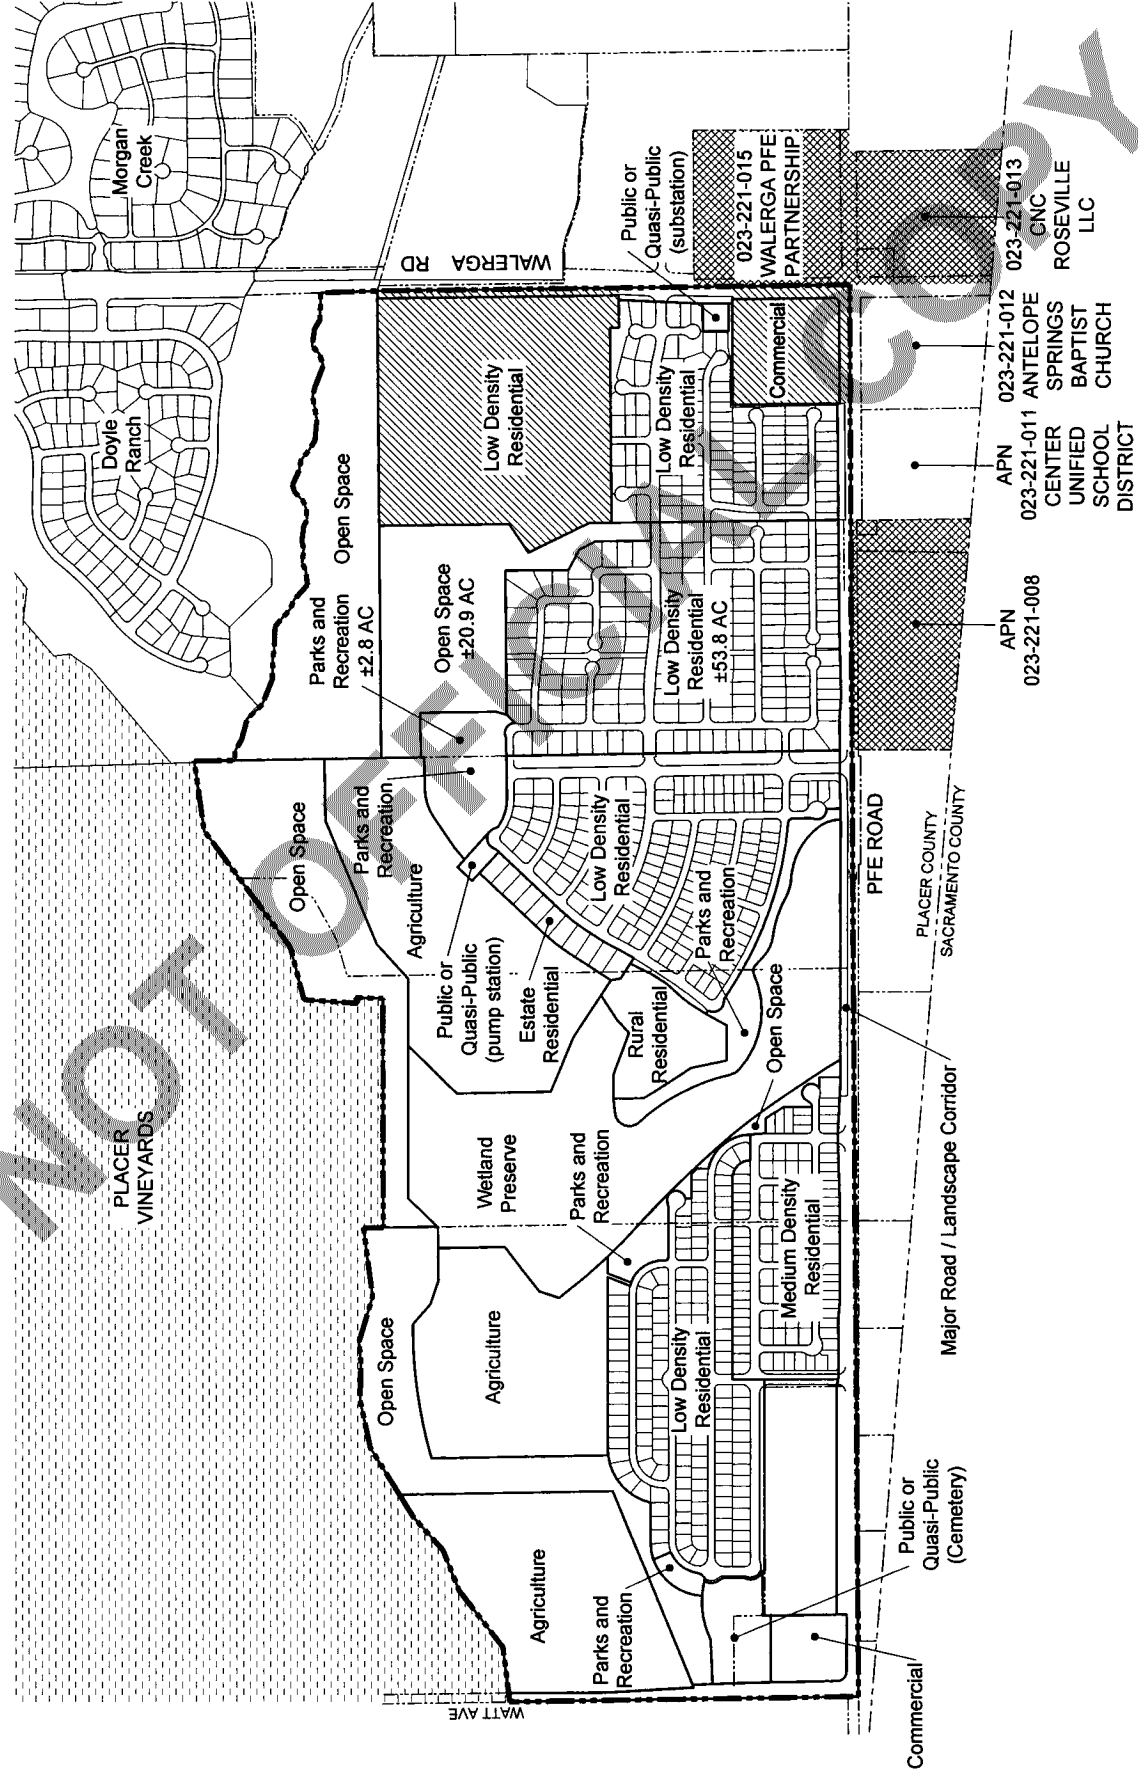 NOT OFFICIAL COPY
Morgan
Creek
Doyle
Ranch
WALERGA RD
PLACER
VINEYARDS
Open Space
Open Space
Open Space
Parks and
Recreation
±2.8 AC
Open Space
±20.9 AC
Low Density
Residential
Low Density
Residential
Low Density
Residential
±53.8 AC
Commercial
Public or
Quasi-Public
(substation)
023-221-015
WALERGA PFE
PARTNERSHIP
023-221-013
CNC
ROSEVILLE
LLC
023-221-012
ANTELOPE
SPRINGS
BAPTIST
CHURCH
APN
023-221-011
CENTER
UNIFIED
SCHOOL
DISTRICT
APN
023-221-008
Parks and
Recreation
Agriculture
Public or
Quasi-Public
(pump station)
Estate
Residential
Low Density
Residential
Parks and
Recreation
Rural
Residential
Open Space
Open Space
PFE ROAD
PLACER COUNTY
SACRAMENTO COUNTY
Wetland
Preserve
Parks and
Recreation
Medium Density
Residential
Major Road / Landscape Corridor
Agriculture
Low Density
Residential
Agriculture
Parks and
Recreation
Public or
Quasi-Public
(Cemetery)
Commercial
WATT AVE